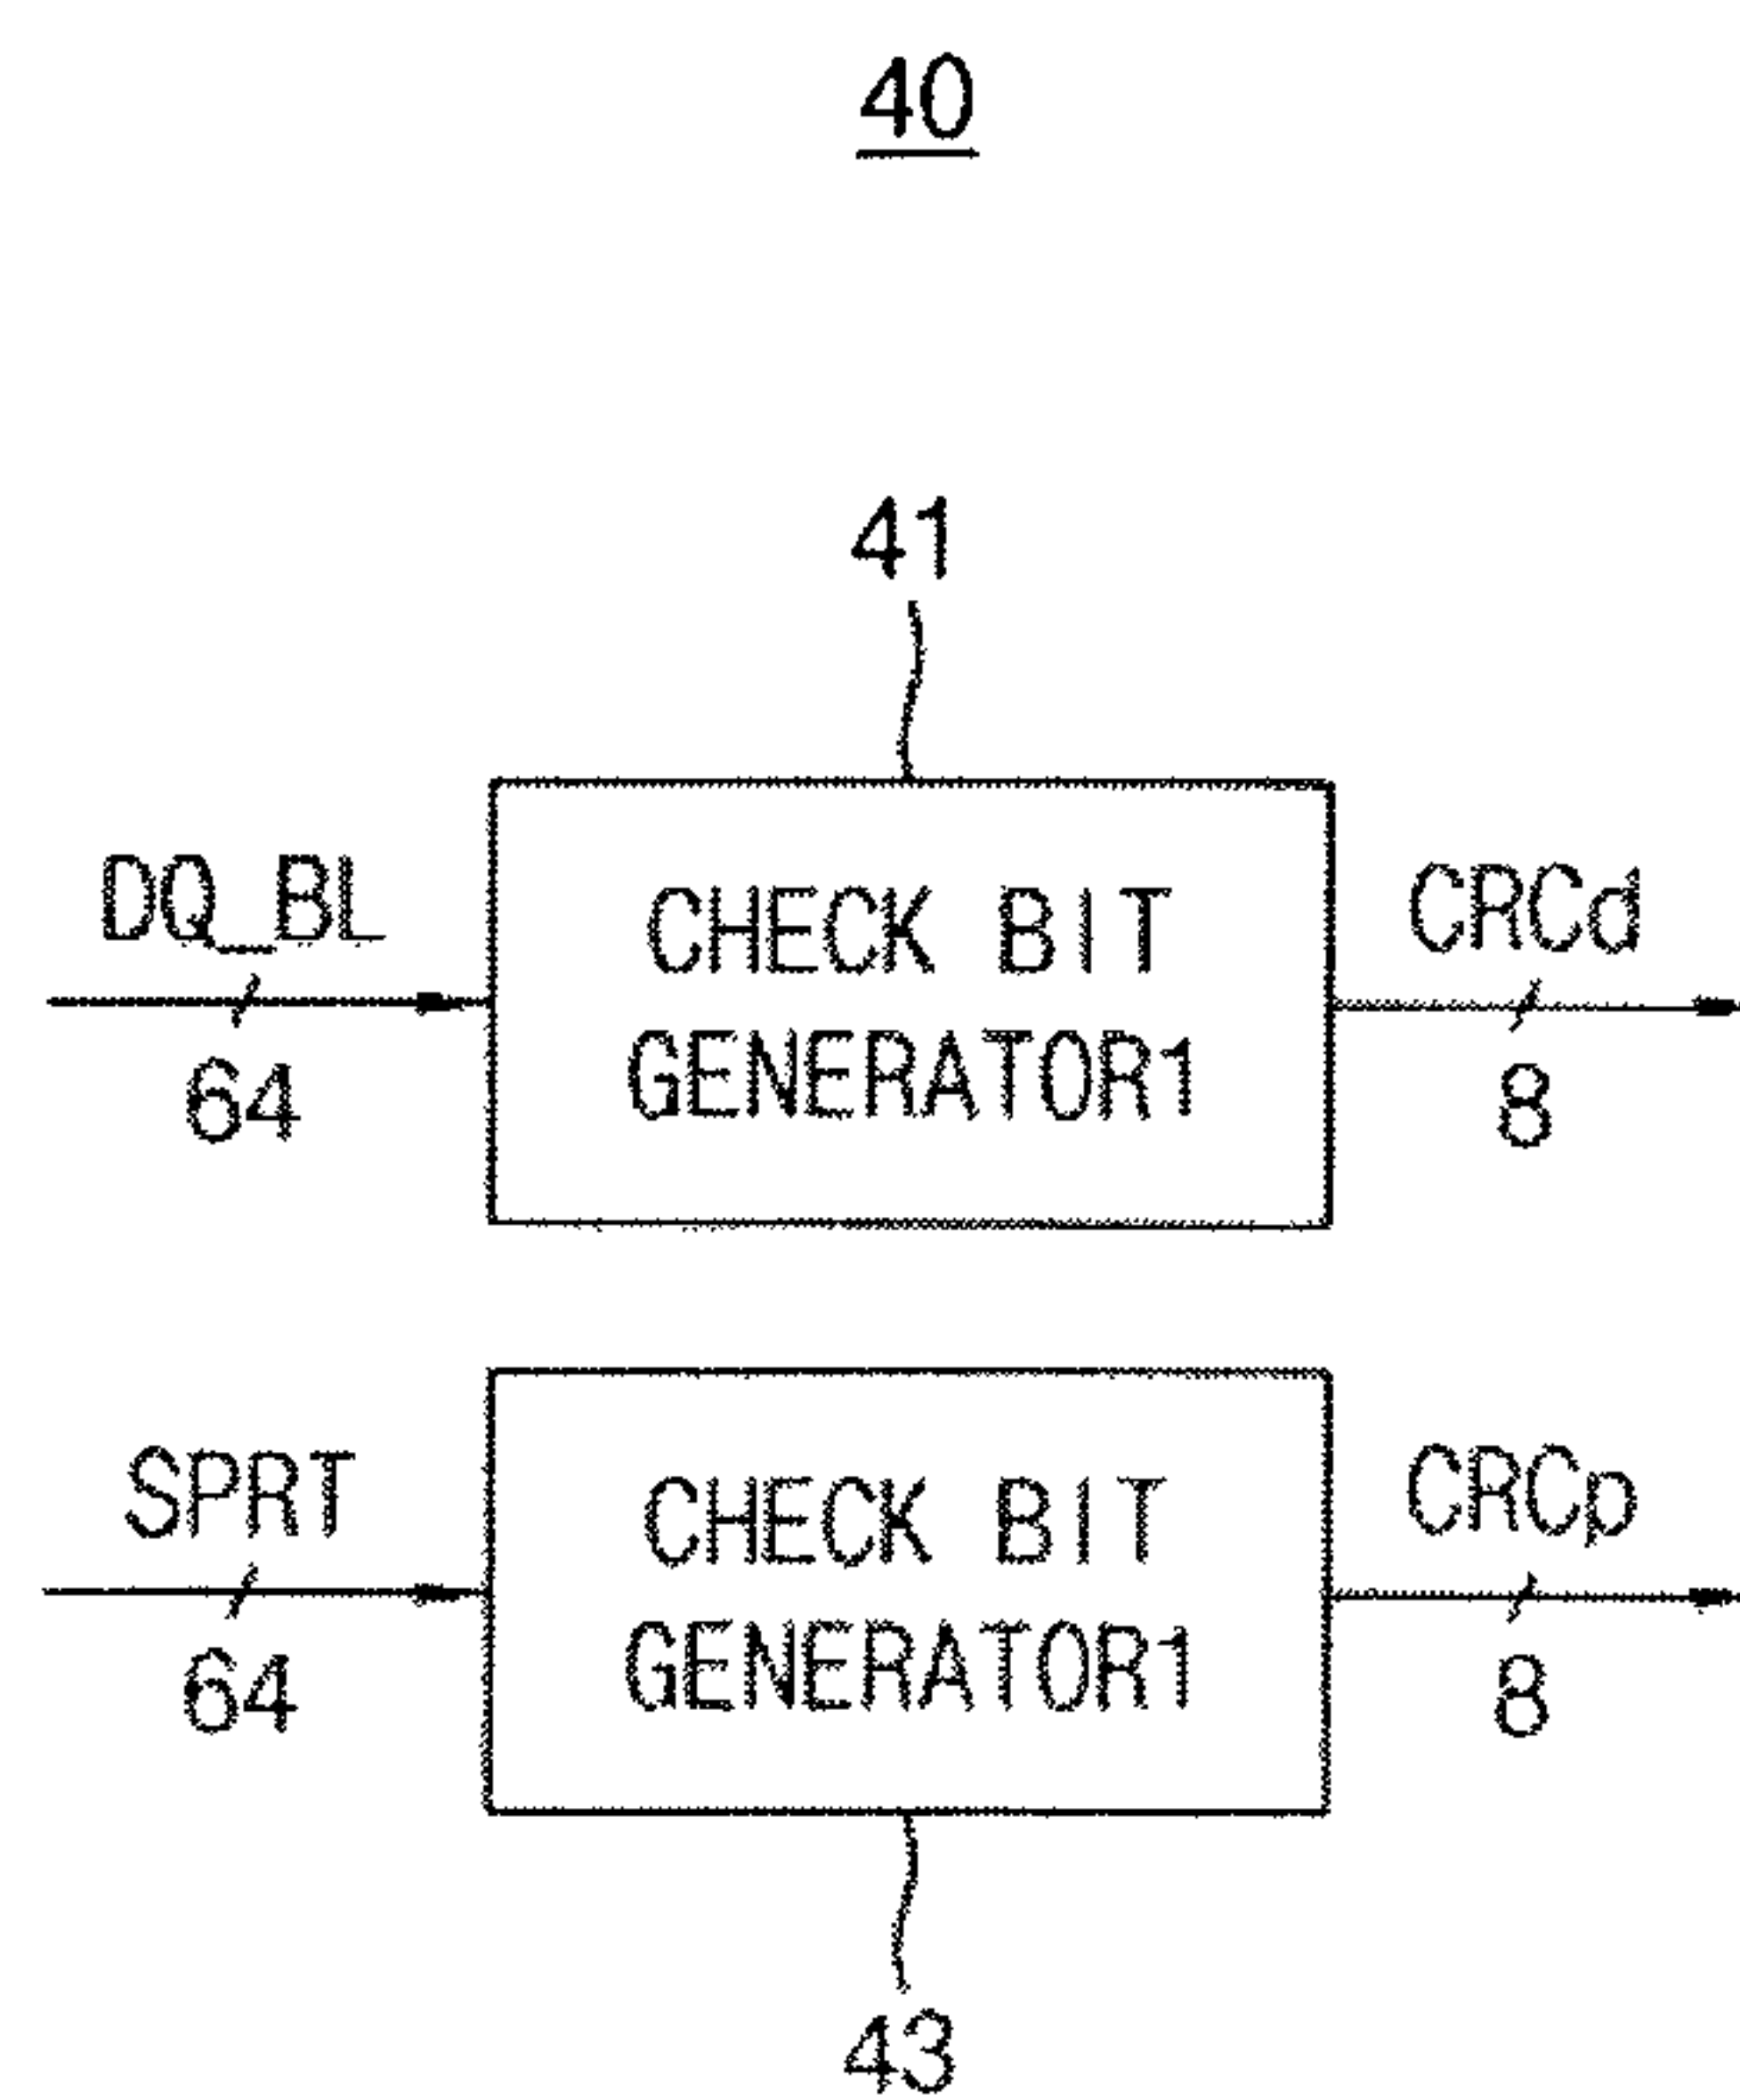 40
41
DQ_BL
64
CHECK BIT
GENERATOR1
CRCd
8
SPRT
64
CHECK BIT
GENERATOR1
CRCp
8
43